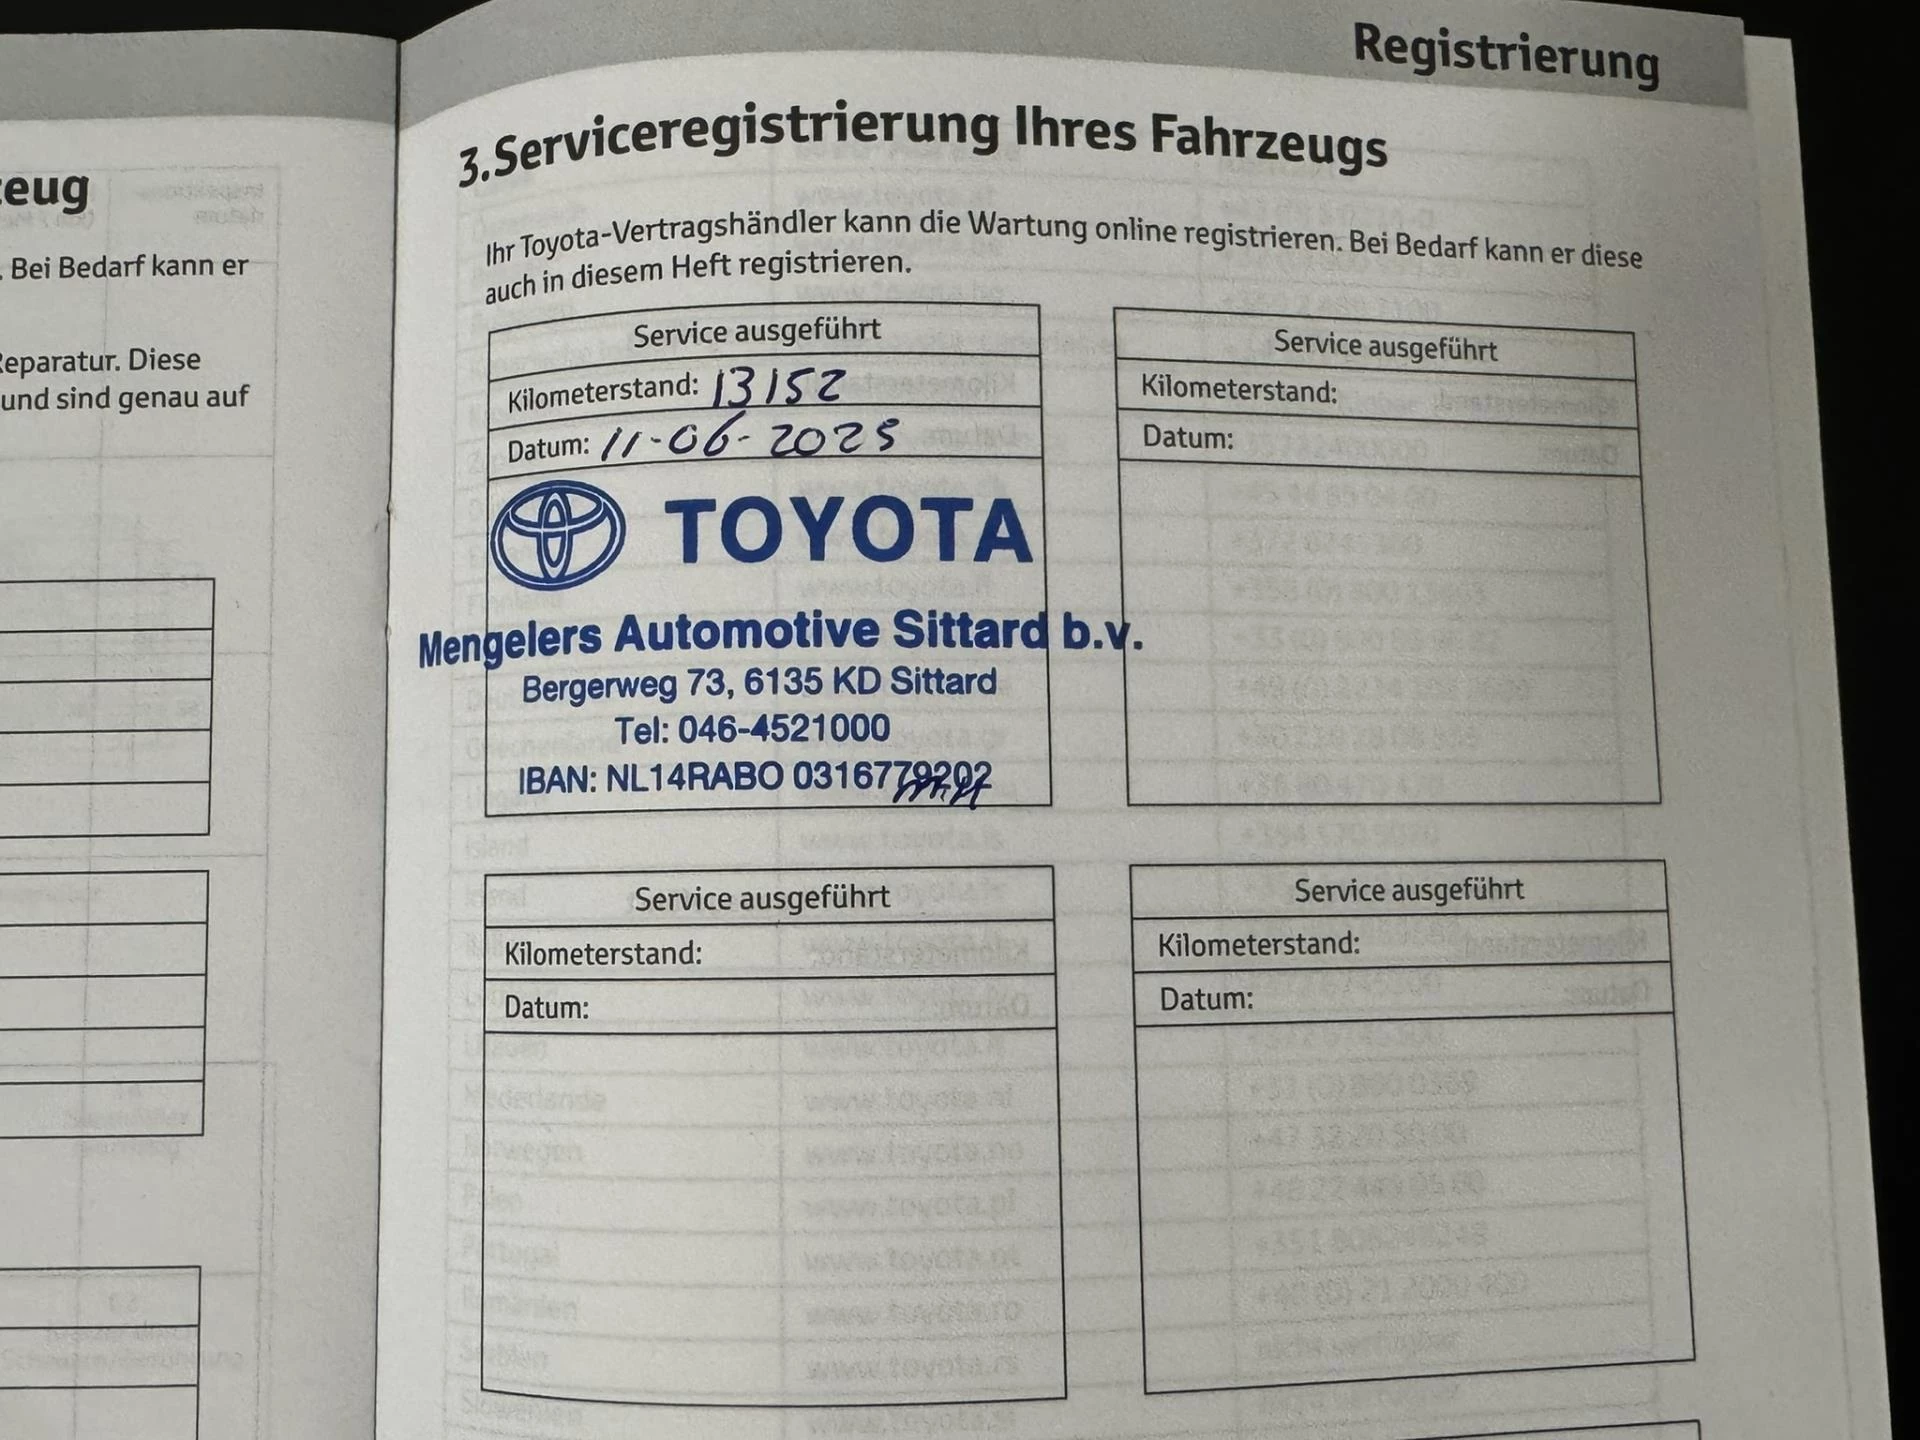 Registrierung
3.Serviceregistrierung Ihres Fahrzeugs
Ihr Toyota-Vertragshändler kann die Wartung online registrieren. Bei Bedarf kann er diese
auch in diesem Heft registrieren.
Service ausgeführt
Kilometerstand: 13152
Datum: 11-06-2025
TOYOTA
Mengelers Automotive Sittard b.v.
Bergerweg 73, 6135 KD Sittard
Tel: 046-4521000
IBAN: NL14RABO 0316779202
Service ausgeführt
Kilometerstand:
Datum:
Service ausgeführt
Kilometerstand:
Datum:
Service ausgeführt
Kilometerstand:
Datum:
eug
. Bei Bedarf kann er
Reparatur. Diese
und sind genau auf